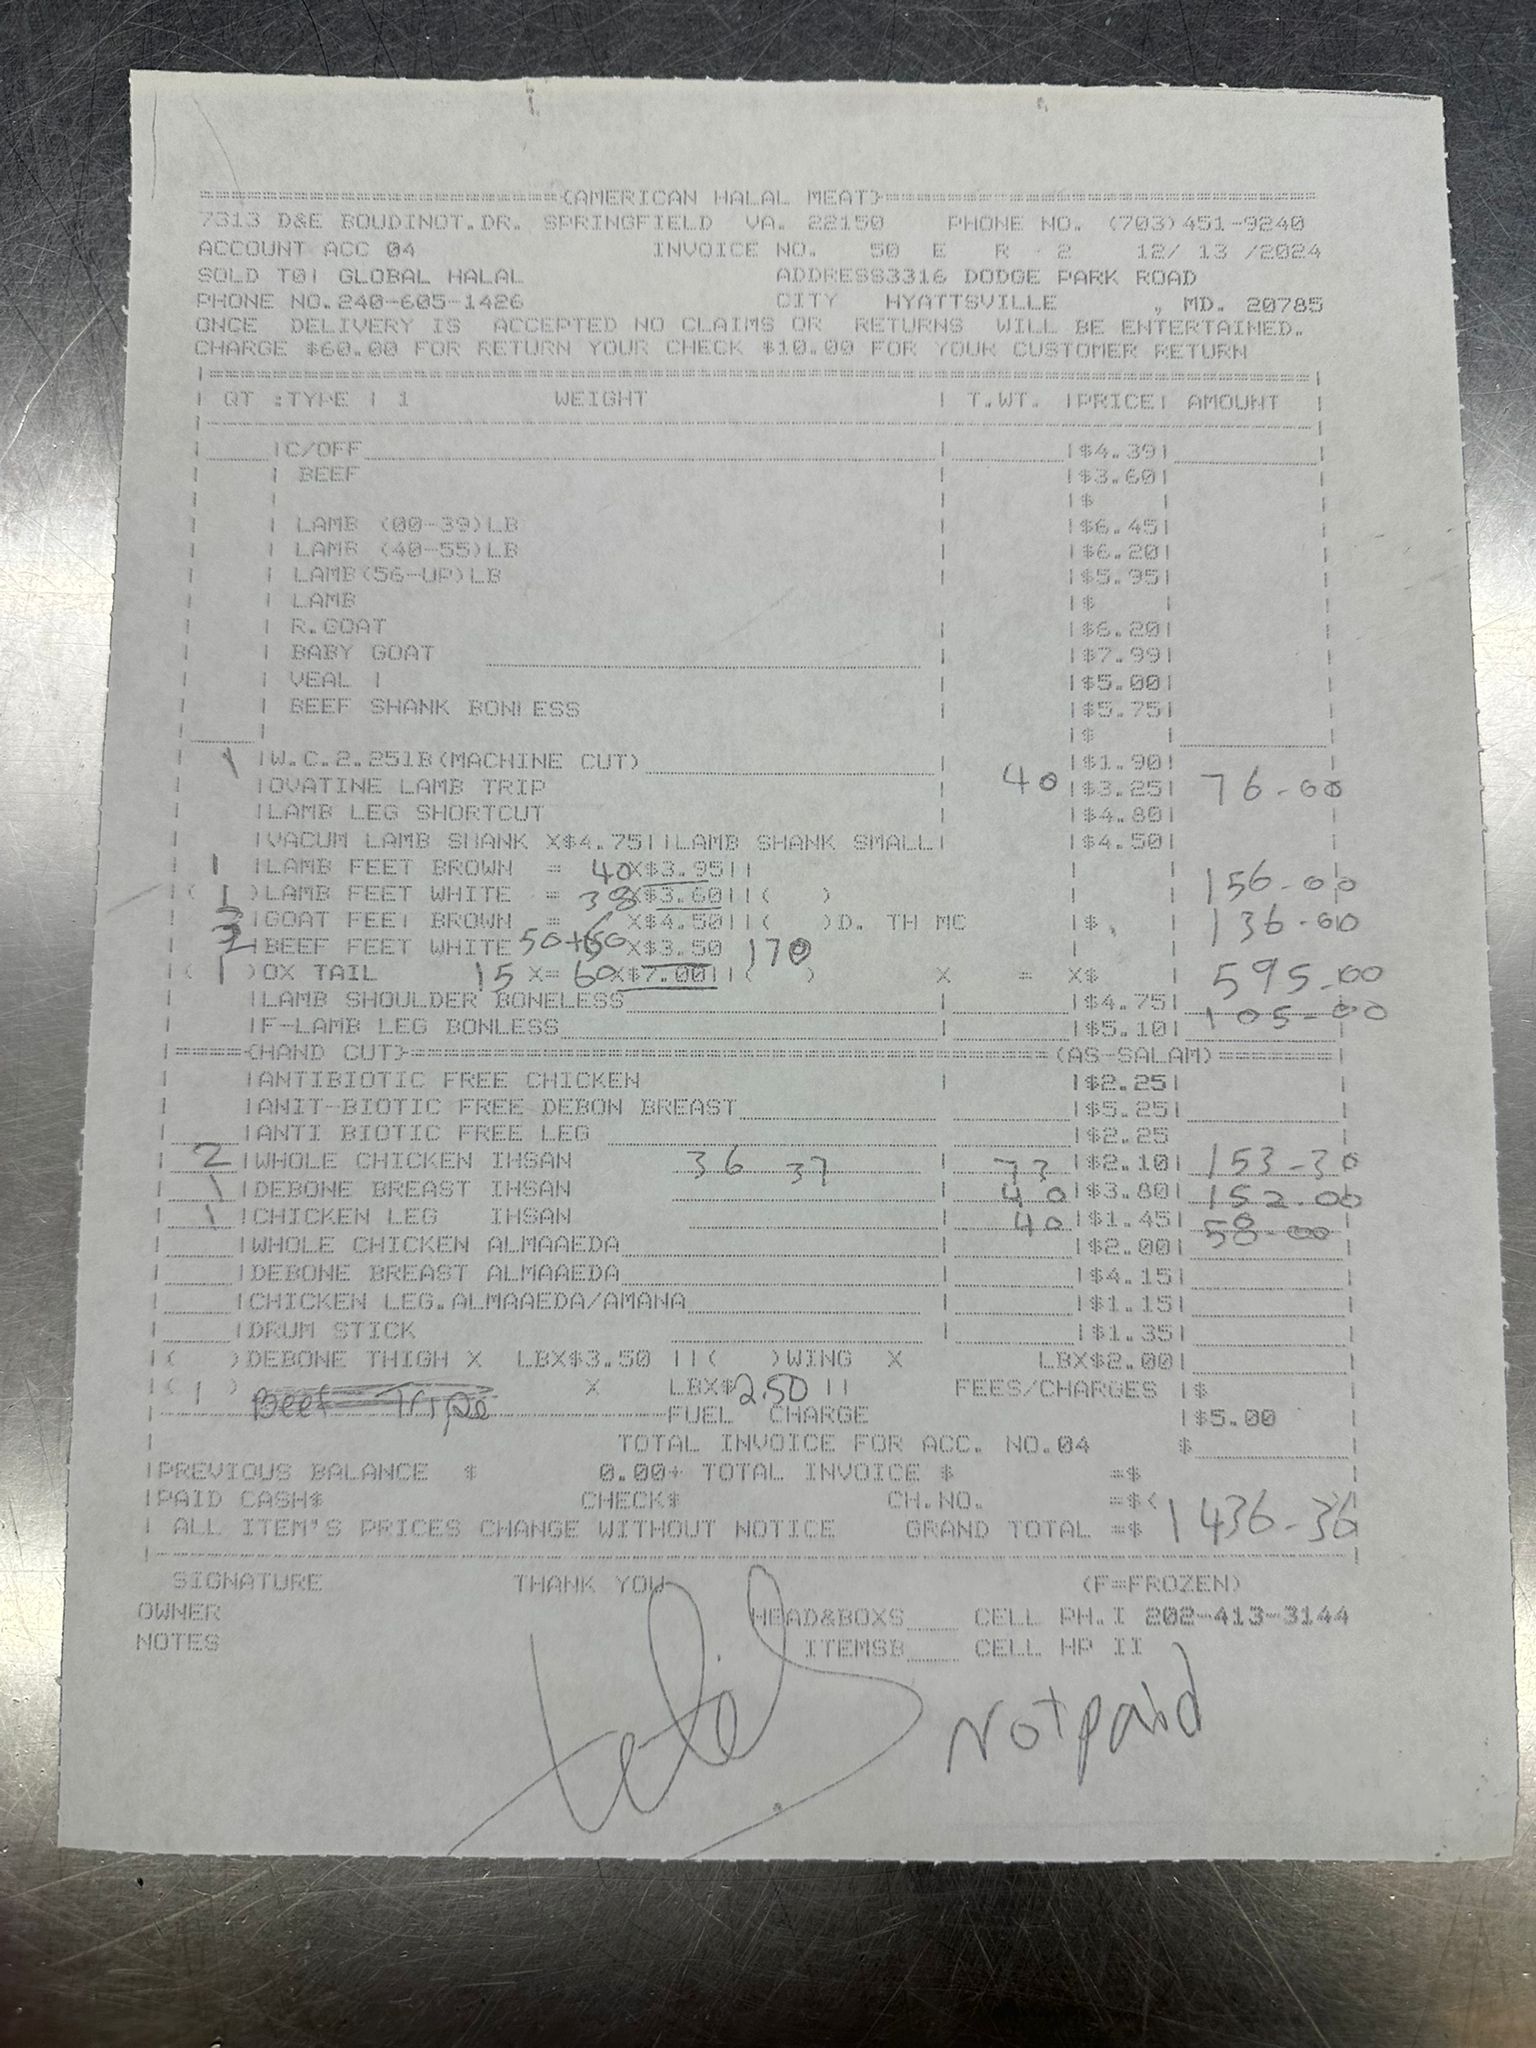 ===================={AMERICAN HALAL MEAT}====================
7313 D&E BOUDINOT.DR. SPRINGFIELD VA. 22150 PHONE NO. (703)451-9240
ACCOUNT ACC 04 INVOICE NO. 50 E R 2 12/ 13 /2024
SOLD TO| GLOBAL HALAL ADDRESS3316 DODGE PARK ROAD
PHONE NO.240-605-1426 CITY HYATTSVILLE , MD. 20785
ONCE DELIVERY IS ACCEPTED NO CLAIMS OR RETURNS WILL BE ENTERTAINED.
CHARGE $60.00 FOR RETURN YOUR CHECK $10.00 FOR YOUR CUSTOMER RETURN
QT :TYPE | 1 WEIGHT | T.WT. |PRICE| AMOUNT |
|C/OFF | |$4.39|
| BEEF | |$3.60|
| | |$ |
| LAMB (00-39)LB | |$6.45|
| LAMB (40-55)LB | |$6.20|
| LAMB(56-UP)LB | |$5.95|
| LAMB | |$ |
| R.GOAT | |$6.20|
| BABY GOAT | |$7.99|
| VEAL | | |$5.00|
| BEEF SHANK BONLESS | |$5.75|
| |$ |
1 |W.C.2.25LB(MACHINE CUT) | 40 |$1.90| 76-00
|OVATINE LAMB TRIP |$3.25|
|LAMB LEG SHORTCUT | |$4.80|
|VACUM LAMB SHANK X$4.75||LAMB SHANK SMALL| |$4.50|
1 |LAMB FEET BROWN = 40X$3.95|| 156-00
( 1 )LAMB FEET WHITE = 38X$3.60||( ) 136-00
|GOAT FEET BROWN = X$4.50||( )D. TH MC |$.
|BEEF FEET WHITE 50+60 X$3.50 170 595-00
( 1 )OX TAIL 15 X= 60X$7.00||( ) X = X$ | 105-00
|LAMB SHOULDER BONELESS | |$4.75|
|F-LAMB LEG BONLESS | |$5.10|
|=====<HAND CUT>====================(AS-SALAM)=======|
|ANTIBIOTIC FREE CHICKEN | |$2.25|
|ANIT-BIOTIC FREE DEBON BREAST | |$5.25|
|ANTI BIOTIC FREE LEG | |$2.25
2 |WHOLE CHICKEN IHSAN 36 37 | 73 |$2.10| 153-30
1 |DEBONE BREAST IHSAN | 40 |$3.80| 152.00
1 |CHICKEN LEG IHSAN | 40 |$1.45| 58-00
|WHOLE CHICKEN ALMAAEDA | |$2.00|
|DEBONE BREAST ALMAAEDA | |$4.15|
|CHICKEN LEG.ALMAAEDA/AMANA | |$1.15|
|DRUM STICK | |$1.35|
|( )DEBONE THIGH X LBX$3.50 ||( )WING X LBX$2.00|
|( 1 ) Beef Tripe X LBX$2.50 || FEES/CHARGES |$
FUEL CHARGE |$5.00
TOTAL INVOICE FOR ACC. NO.04 $
|PREVIOUS BALANCE $ 0.00+ TOTAL INVOICE $ =$
|PAID CASH$ CHECK$ CH.NO. =$<
| ALL ITEM'S PRICES CHANGE WITHOUT NOTICE GRAND TOTAL =$ 1436-30
SIGNATURE THANK YOU (F=FROZEN)
OWNER HEAD&BOXS CELL PH.I 202-413-3144
NOTES ITEMSB CELL HP II
Not paid